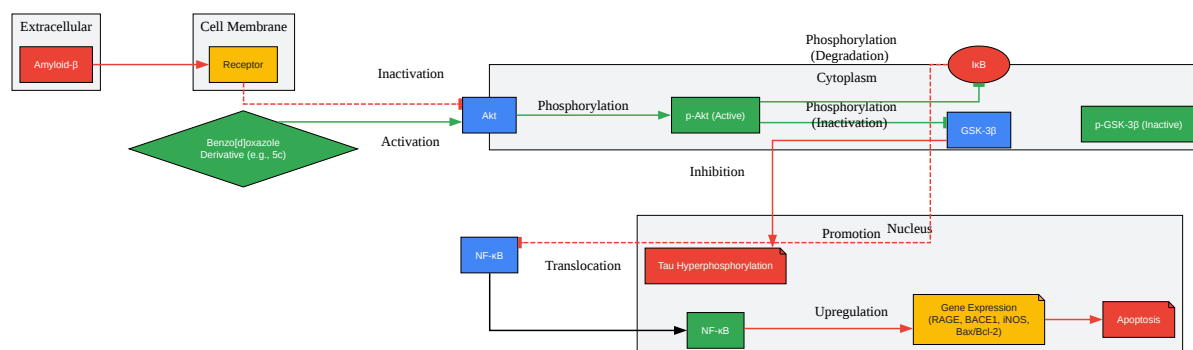 Extracellular
Cell Membrane
Amyloid-β
Receptor
Inactivation
Phosphorylation
(Degradation)
IκB
Cytoplasm
Akt
Phosphorylation
p-Akt (Active)
Phosphorylation
(Inactivation)
GSK-3β
p-GSK-3β (Inactive)
Benzo[d]oxazole
Derivative (e.g., 5c)
Activation
Inhibition
Promotion
Nucleus
NF-κB
Translocation
Tau Hyperphosphorylation
NF-κB
Upregulation
Gene Expression
(RAGE, BACE1, iNOS,
Bax/Bcl-2)
Apoptosis